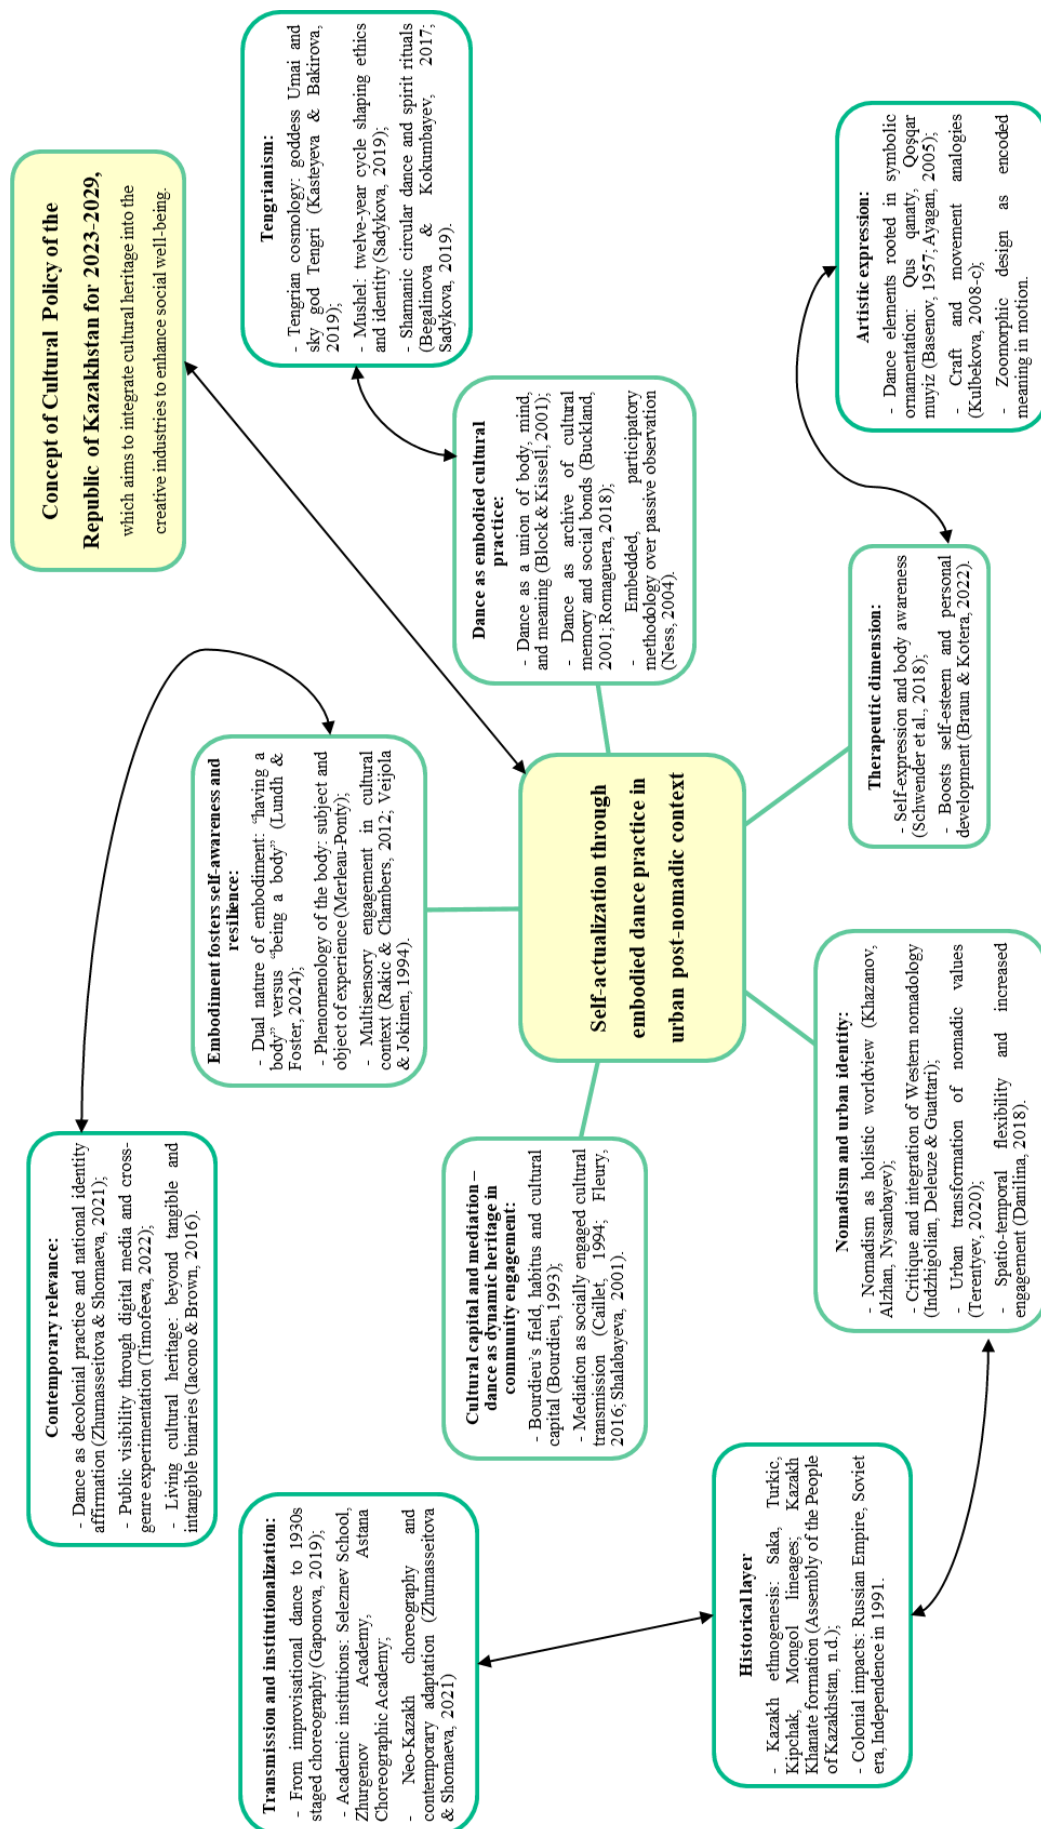 Concept of Cultural Policy of the
Republic of Kazakhstan for 2023-2029,
which aims to integrate cultural heritage into the
creative industries to enhance social well-being.
Contemporary relevance:
- Dance as decolonial practice and national identity
affirmation (Zhumasseitova & Shomaeva, 2021);
- Public visibility through digital media and cross-
genre experimentation (Timofeeva, 2022);
- Living cultural heritage: beyond tangible and
intangible binaries (Iacono & Brown, 2016).
Embodiment fosters self-awareness and
resilience:
- Dual nature of embodiment: “having a
body” versus “being a body” (Lundh &
Foster, 2024);
- Phenomenology of the body: subject and
object of experience (Merleau-Ponty);
- Multisensory engagement in cultural
context (Rakic & Chambers, 2012; Veijola
& Jokinen, 1994).
Tengrianism:
- Tengrian cosmology: goddess Umai and
sky god Tengri (Kasteyeva & Bakirova,
2019);
- Mushel: twelve-year cycle shaping ethics
and identity (Sadykova, 2019);
- Shamanic circular dance and spirit rituals
(Begalinova & Kokumbayev, 2017;
Sadykova, 2019).
Transmission and institutionalization:
- From improvisational dance to 1930s
staged choreography (Gaponova, 2019);
- Academic institutions: Seleznev School,
Zhurgenov Academy, Astana
Choreographic Academy;
- Neo-Kazakh choreography and
contemporary adaptation (Zhumasseitova
& Shomaeva, 2021)
Cultural capital and mediation –
dance as dynamic heritage in
community engagement:
- Bourdieu’s field, habitus and cultural
capital (Bourdieu, 1993);
- Mediation as socially engaged cultural
transmission (Caillet, 1994; Fleury,
2016; Shalabayeva, 2001).
Self-actualization through
embodied dance practice in
urban post-nomadic context
Dance as embodied cultural
practice:
- Dance as a union of body, mind,
and meaning (Block & Kissell, 2001);
- Dance as archive of cultural
memory and social bonds (Buckland,
2001; Romaguera, 2018);
- Embedded, participatory
methodology over passive observation
(Ness, 2004).
Historical layer
- Kazakh ethnogenesis: Saka, Turkic,
Kipchak, Mongol lineages; Kazakh
Khanate formation (Assembly of the People
of Kazakhstan, n.d.);
- Colonial impacts: Russian Empire, Soviet
era, Independence in 1991.
Nomadism and urban identity:
- Nomadism as holistic worldview (Khazanov,
Alzhan, Nysanbayev);
- Critique and integration of Western nomadology
(Indzhigolian, Deleuze & Guattari);
- Urban transformation of nomadic values
(Terentyev, 2020);
- Spatio-temporal flexibility and increased
engagement (Danilina, 2018).
Therapeutic dimension:
- Self-expression and body awareness
(Schwender et al., 2018);
- Boosts self-esteem and personal
development (Braun & Kotera, 2022).
Artistic expression:
- Dance elements rooted in symbolic
ornamentation: Qus qanaty, Qoşqar
muyiz (Basenov, 1957; Ayagan, 2005);
- Craft and movement analogies
(Kulbekova, 2008-c);
- Zoomorphic design as encoded
meaning in motion.